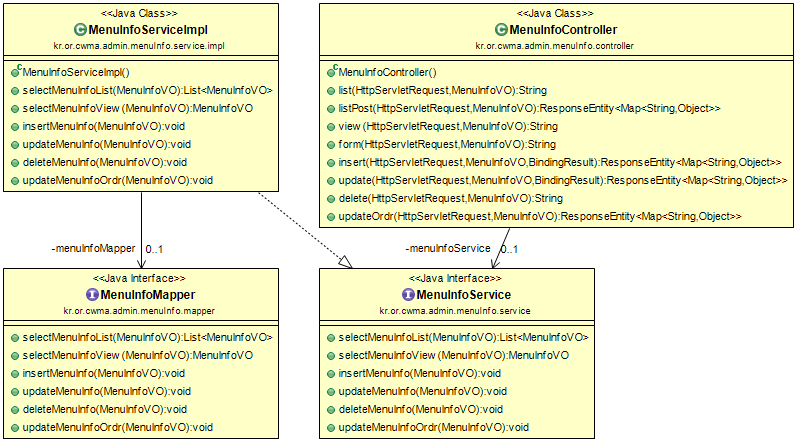 <<Java Class>>
MenuInfoServiceImpl
kr.or.cwma.admin.menuInfo.service.impl
MenuInfoServiceImpl()
selectMenuInfoList(MenuInfoVO):List<MenuInfoVO>
selectMenuInfoView(MenuInfoVO):MenuInfoVO
insertMenuInfo(MenuInfoVO):void
updateMenuInfo(MenuInfoVO):void
deleteMenuInfo(MenuInfoVO):void
updateMenuInfoOrdr(MenuInfoVO):void
<<Java Class>>
MenuInfoController
kr.or.cwma.admin.menuInfo.controller
MenuInfoController()
list(HttpServletRequest,MenuInfoVO):String
listPost(HttpServletRequest,MenuInfoVO):ResponseEntity<Map<String,Object>>
view(HttpServletRequest,MenuInfoVO):String
form(HttpServletRequest,MenuInfoVO):String
insert(HttpServletRequest,MenuInfoVO,BindingResult):ResponseEntity<Map<String,Object>>
update(HttpServletRequest,MenuInfoVO,BindingResult):ResponseEntity<Map<String,Object>>
delete(HttpServletRequest,MenuInfoVO):String
updateOrdr(HttpServletRequest,MenuInfoVO):ResponseEntity<Map<String,Object>>
-menuInfoMapper 0..1
-menuInfoService 0..1
<<Java Interface>>
MenuInfoMapper
kr.or.cwma.admin.menuInfo.mapper
selectMenuInfoList(MenuInfoVO):List<MenuInfoVO>
selectMenuInfoView(MenuInfoVO):MenuInfoVO
insertMenuInfo(MenuInfoVO):void
updateMenuInfo(MenuInfoVO):void
deleteMenuInfo(MenuInfoVO):void
updateMenuInfoOrdr(MenuInfoVO):void
<<Java Interface>>
MenuInfoService
kr.or.cwma.admin.menuInfo.service
selectMenuInfoList(MenuInfoVO):List<MenuInfoVO>
selectMenuInfoView(MenuInfoVO):MenuInfoVO
insertMenuInfo(MenuInfoVO):void
updateMenuInfo(MenuInfoVO):void
deleteMenuInfo(MenuInfoVO):void
updateMenuInfoOrdr(MenuInfoVO):void